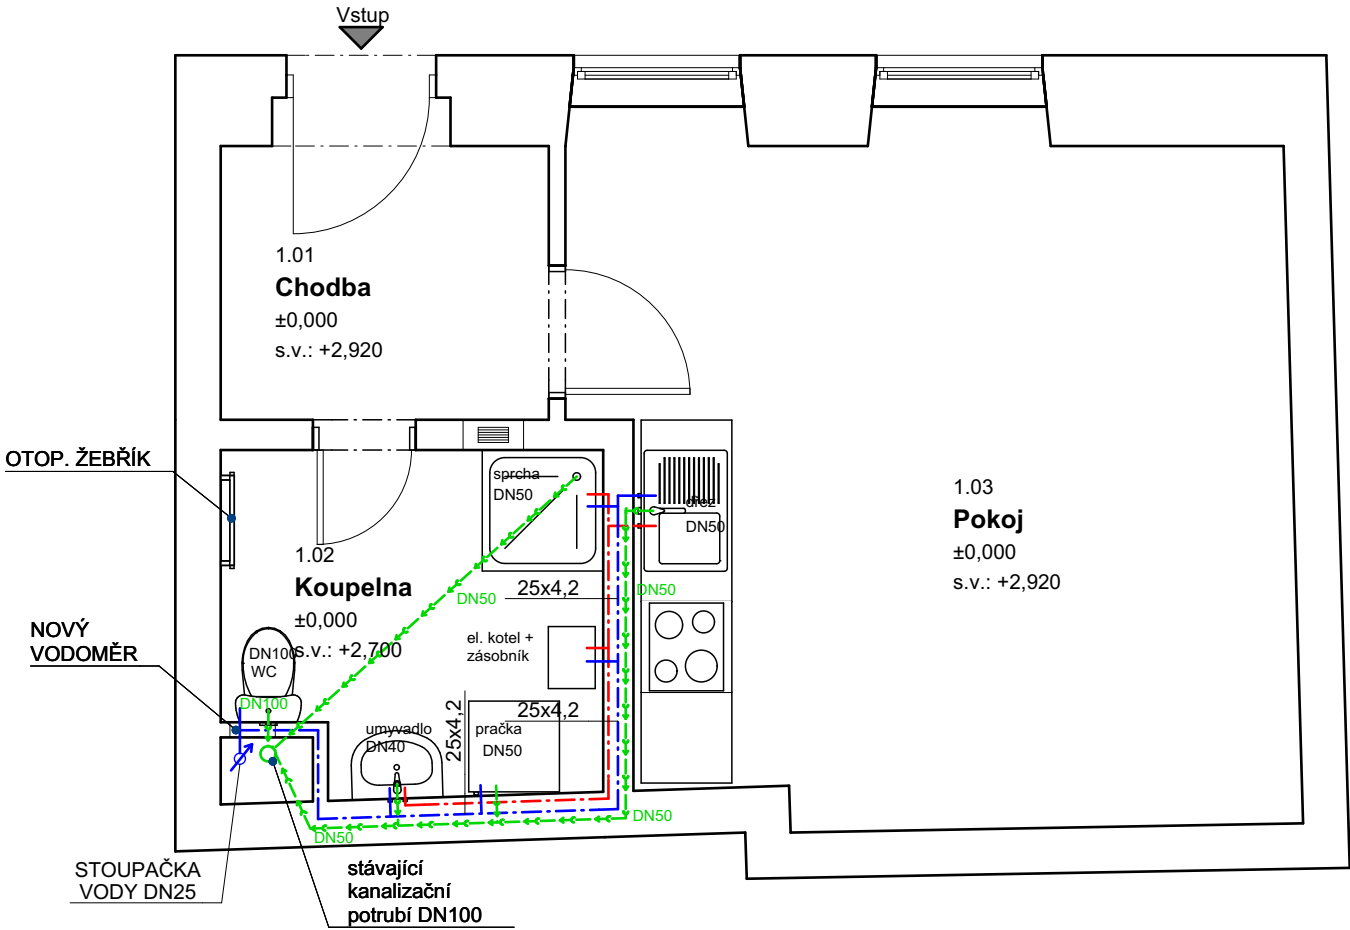 Vstup
1.01
Chodba
±0,000
s.v.: +2,920
OTOP. ŽEBŘÍK
sprcha
DN50
dřez
DN50
1.03
Pokoj
±0,000
s.v.: +2,920
1.02
Koupelna
±0,000
s.v.: +2,700
DN50
25x4,2
DN50
NOVÝ
VODOMĚR
el. kotel +
zásobník
DN100
WC
DN100
25x4,2
25x4,2
umyvadlo
DN40
pračka
DN50
DN50
DN50
STOUPAČKA
VODY DN25
stávající
kanalizační
potrubí DN100